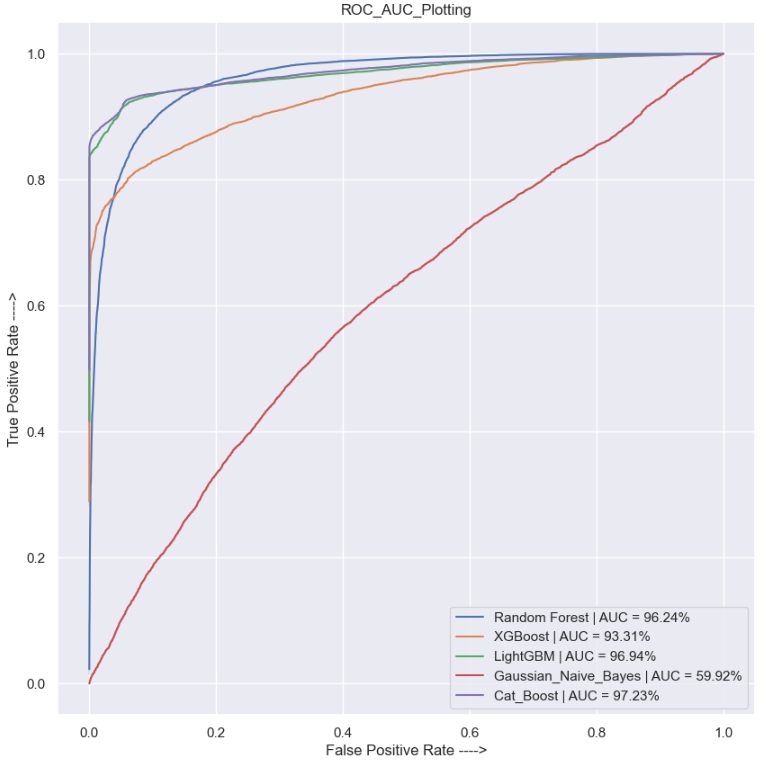 ROC_AUC_Plotting
1.0
0.8
0.6
0.4
0.2
0.0
True Positive Rate ---->
0.0 0.2 0.4 0.6 0.8 1.0
False Positive Rate ---->
Random Forest | AUC = 96.24%
XGBoost | AUC = 93.31%
LightGBM | AUC = 96.94%
Gaussian_Naive_Bayes | AUC = 59.92%
Cat_Boost | AUC = 97.23%